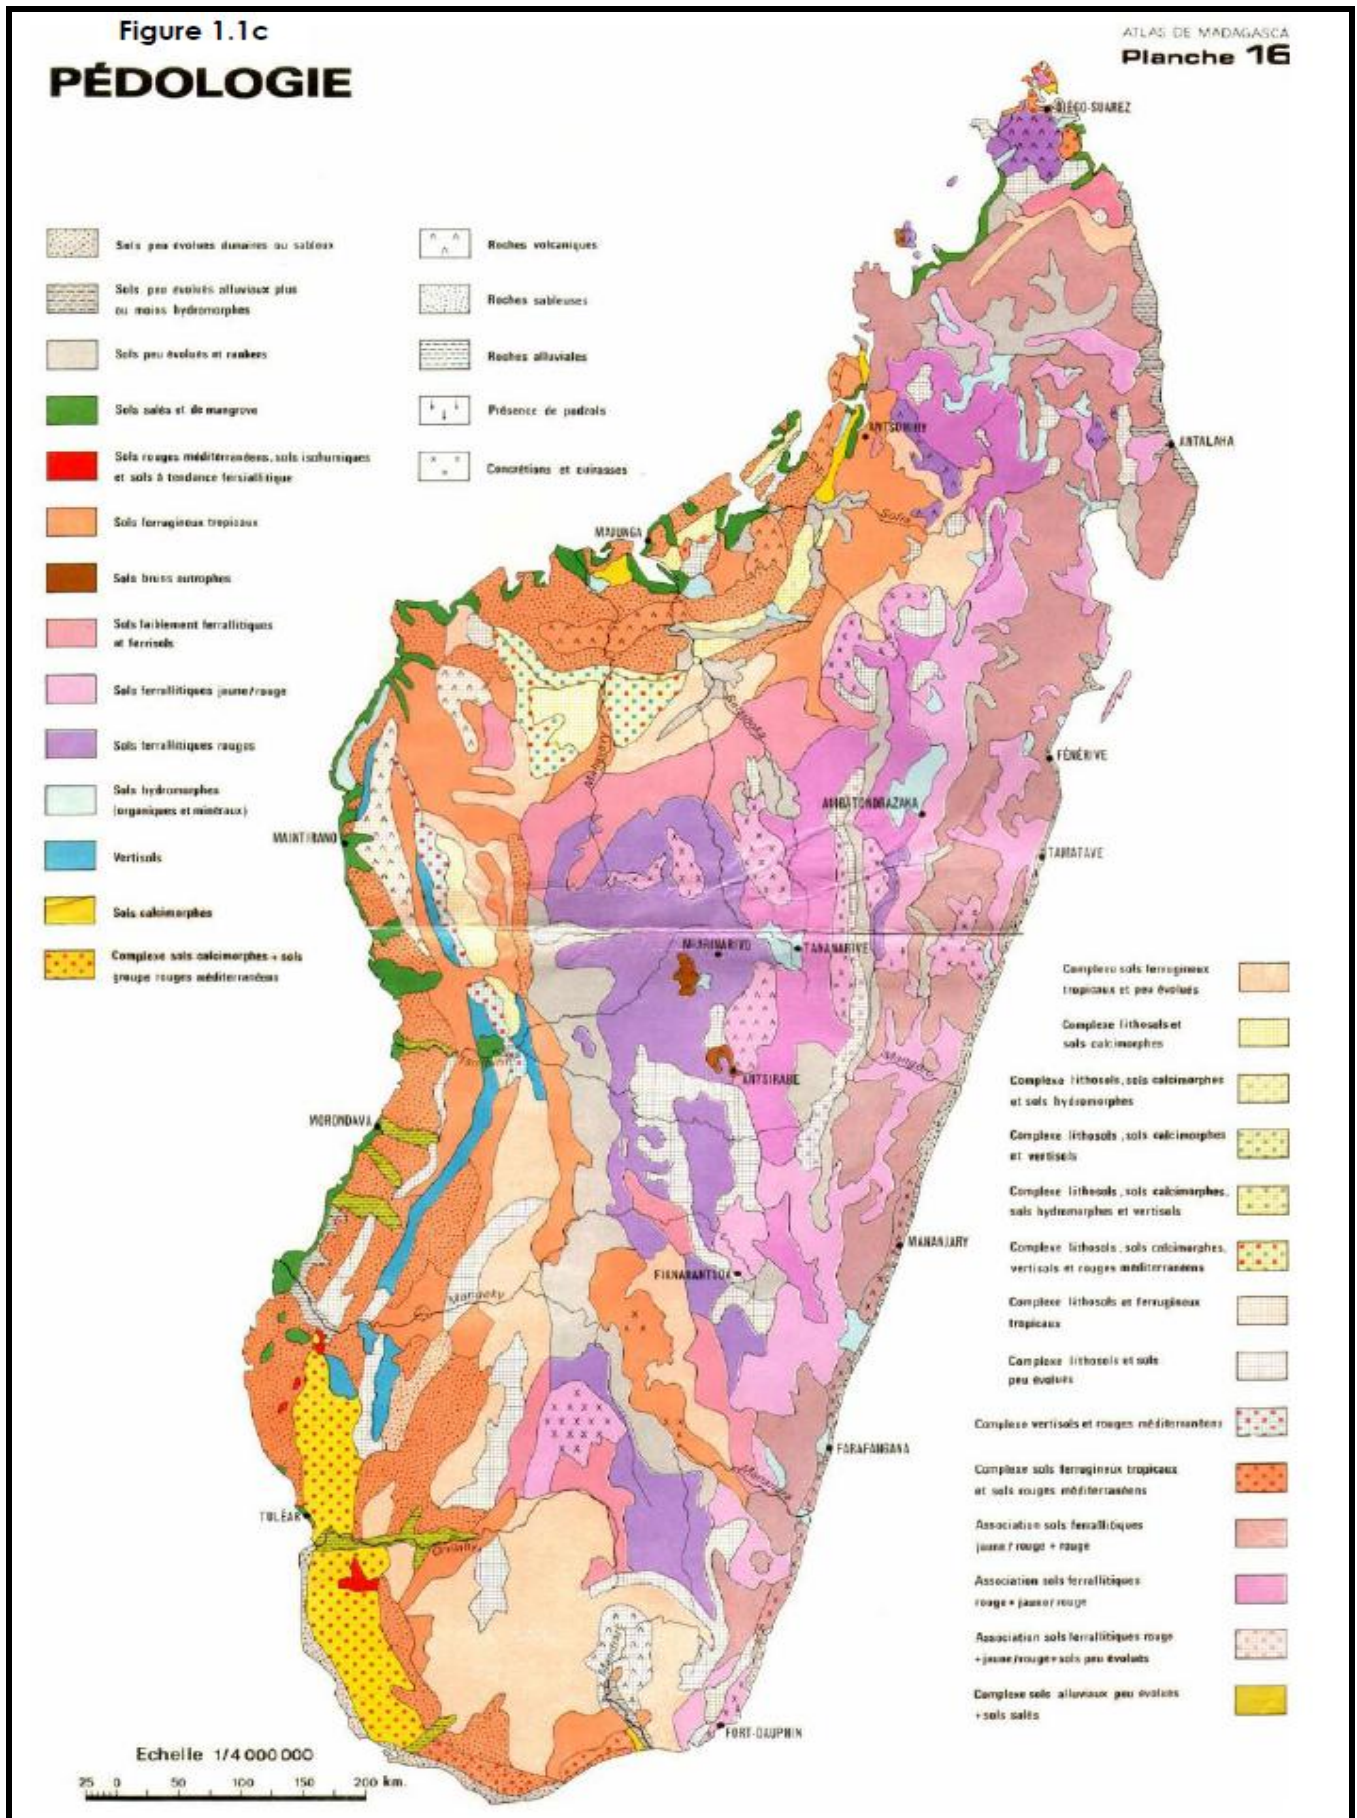 Figure 1.1c
PÉDOLOGIE
ATLAS DE MADAGASCA
Planche 16
Sols peu évolués dunaires ou sableux
Sols peu évolués alluviaux plus
ou moins hydromorphes
Sols peu évolués et rankers
Sols salés et de mangrove
Sols rouges méditerranéens, sols isohumiques
et sols à tendance fersiallitique
Sols ferrugineux tropicaux
Sols bruns eutrophes
Sols faiblement ferrallitiques
et ferrisols
Sols ferrallitiques jaune/rouge
Sols ferrallitiques rouges
Sols hydromorphes
(organiques et minéraux)
Vertisols
Sols calcimorphes
Complexe sols calcimorphes + sols
groupe rouges méditerranéens
Roches volcaniques
Roches sableuses
Roches alluviales
Présence de podzols
Concrétions et cuirasses
DIÉGO-SUAREZ
ANTSOHIHY
ANTALAHA
Sofia
MAJUNGA
Betsiboka
Mahavavy
FÉNÉRIVE
AMBATONDRAZAKA
MAINTIRANO
TAMATAVE
MIARINARIVO
TANANARIVE
Mangoro
ANTSIRABE
MORONDAVA
MANANJARY
FIANARANTSOA
Mangoky
FARAFANGANA
Mananara
TULÉAR
Onilahy
Mandrare
FORT-DAUPHIN
Complexe sols ferrugineux
tropicaux et peu évolués
Complexe lithosols et
sols calcimorphes
Complexe lithosols, sols calcimorphes
et sols hydromorphes
Complexe lithosols, sols calcimorphes
et vertisols
Complexe lithosols, sols calcimorphes,
sols hydromorphes et vertisols
Complexe lithosols, sols calcimorphes,
vertisols et rouges méditerranéens
Complexe lithosols et ferrugineux
tropicaux
Complexe lithosols et sols
peu évolués
Complexe vertisols et rouges méditerranéens
Complexe sols ferrugineux tropicaux
et sols rouges méditerranéens
Association sols ferrallitiques
jaune / rouge + rouge
Association sols ferrallitiques
rouge + jaune/rouge
Association sols ferrallitiques rouge
+ jaune/rouge + sols peu évolués
Complexe sols alluviaux peu évolués
+ sols salés
Echelle 1/4 000 000
25 0 50 100 150 200 km.